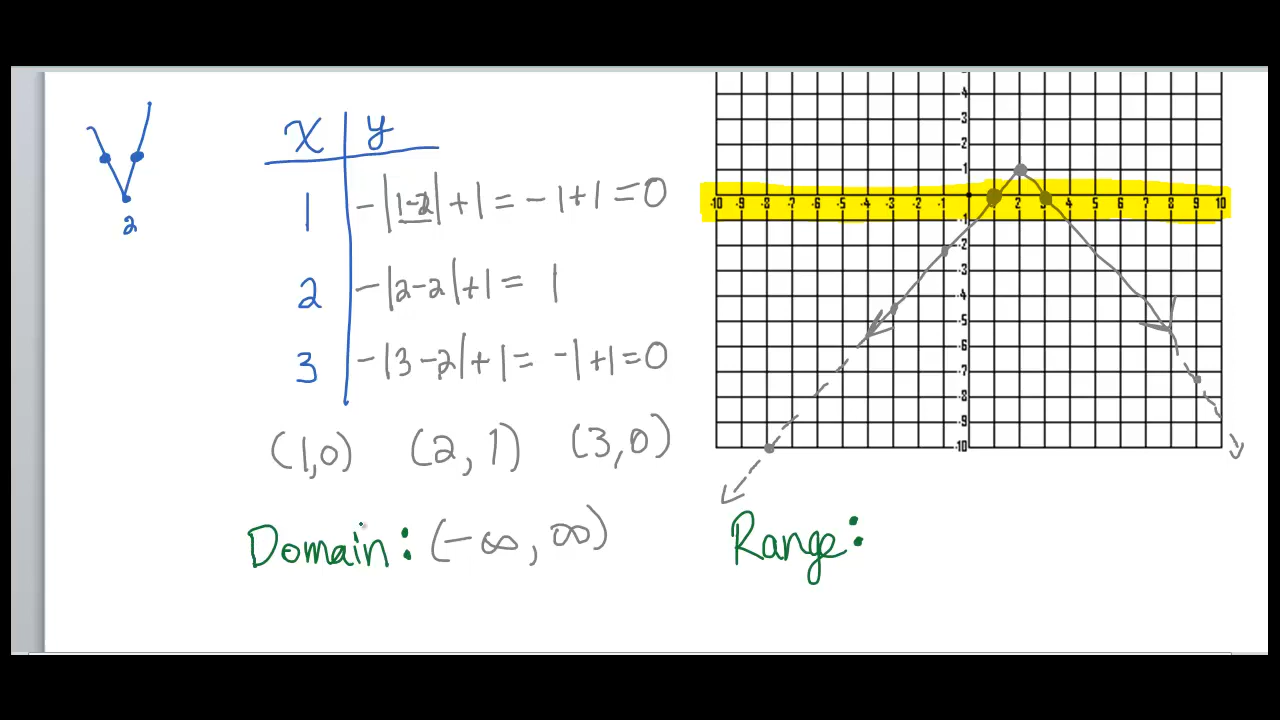 x | y
1 | -|1-2|+1 = -1+1 = 0
2 | -|2-2|+1 = 1
3 | -|3-2|+1 = -1+1 = 0
(1,0) (2,1) (3,0)
Domain: (-∞, ∞)
2
4
3
2
1
-10 -9 -8 -7 -6 -5 -4 -3 -2 -1 2 3 4 5 6 7 8 9 10
-1
-2
-3
-4
-5
-6
-7
-8
-9
-10
Range: